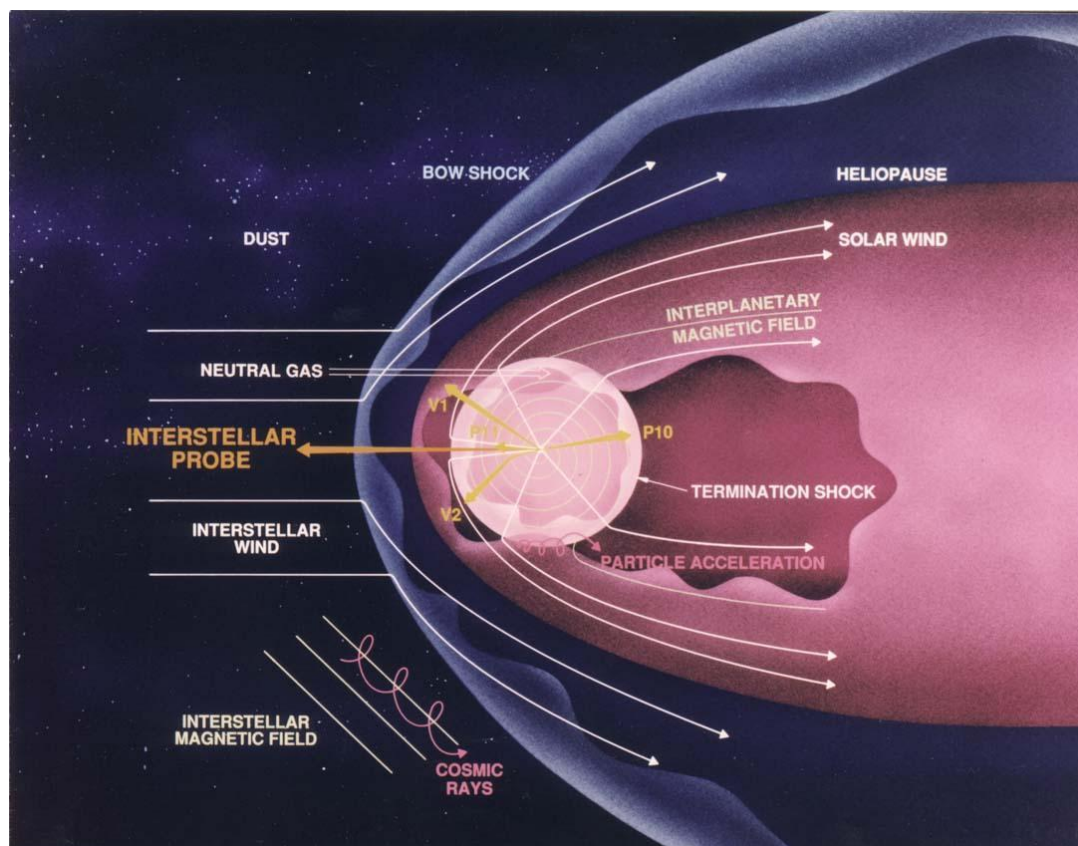 BOW SHOCK
HELIOPAUSE
DUST
SOLAR WIND
INTERPLANETARY
MAGNETIC FIELD
NEUTRAL GAS
V1
P11
P10
INTERSTELLAR
PROBE
TERMINATION SHOCK
V2
INTERSTELLAR
WIND
PARTICLE ACCELERATION
INTERSTELLAR
MAGNETIC FIELD
COSMIC
RAYS